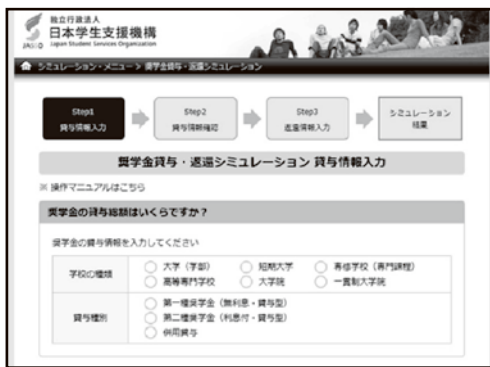 独立行政法人
日本学生支援機構
JASSO Japan Student Services Organization
シミュレーション・メニュー > 奨学金貸与・返還シミュレーション
Step1
貸与情報入力
Step2
貸与情報確認
Step3
返還情報入力
シミュレーション
結果
奨学金貸与・返還シミュレーション 貸与情報入力
※ 操作マニュアルはこちら
奨学金の貸与総額はいくらですか？
奨学金の貸与情報を入力してください
学校の種類
大学（学部） 短期大学 専修学校（専門課程）
高等専門学校 大学院 一貫制大学院
貸与種別
第一種奨学金（無利息・貸与型）
第二種奨学金（利息付・貸与型）
併用貸与